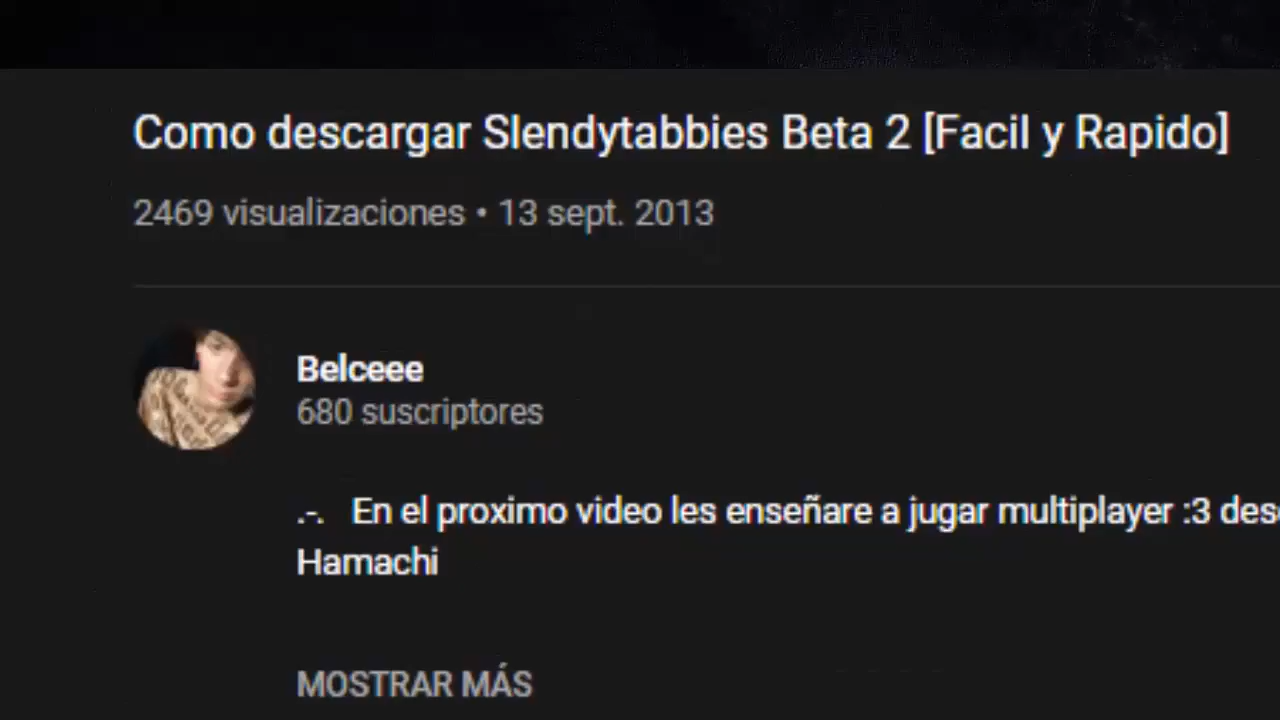 Como descargar Slendytabbies Beta 2 [Facil y Rapido]
2469 visualizaciones • 13 sept. 2013
Belceee
680 suscriptores
.-. En el proximo video les enseñare a jugar multiplayer :3
Hamachi
MOSTRAR MÁS